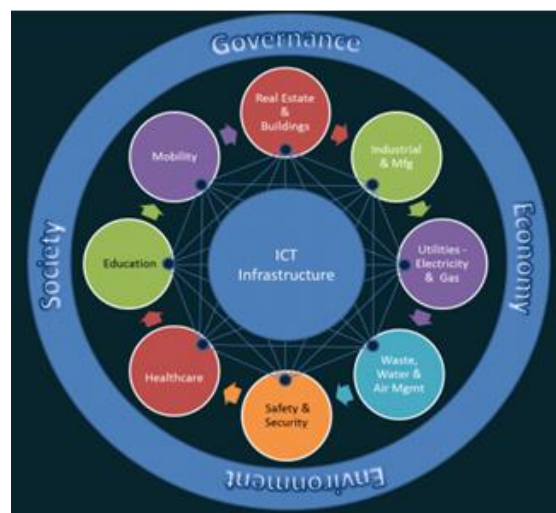 Governance
Real Estate
&
Buildings
Industrial
& Mfg
Utilities -
Electricity
& Gas
Economy
Waste,
Water &
Air Mgmt
Safety &
Security
Environment
Healthcare
Education
Society
Mobility
ICT
Infrastructure